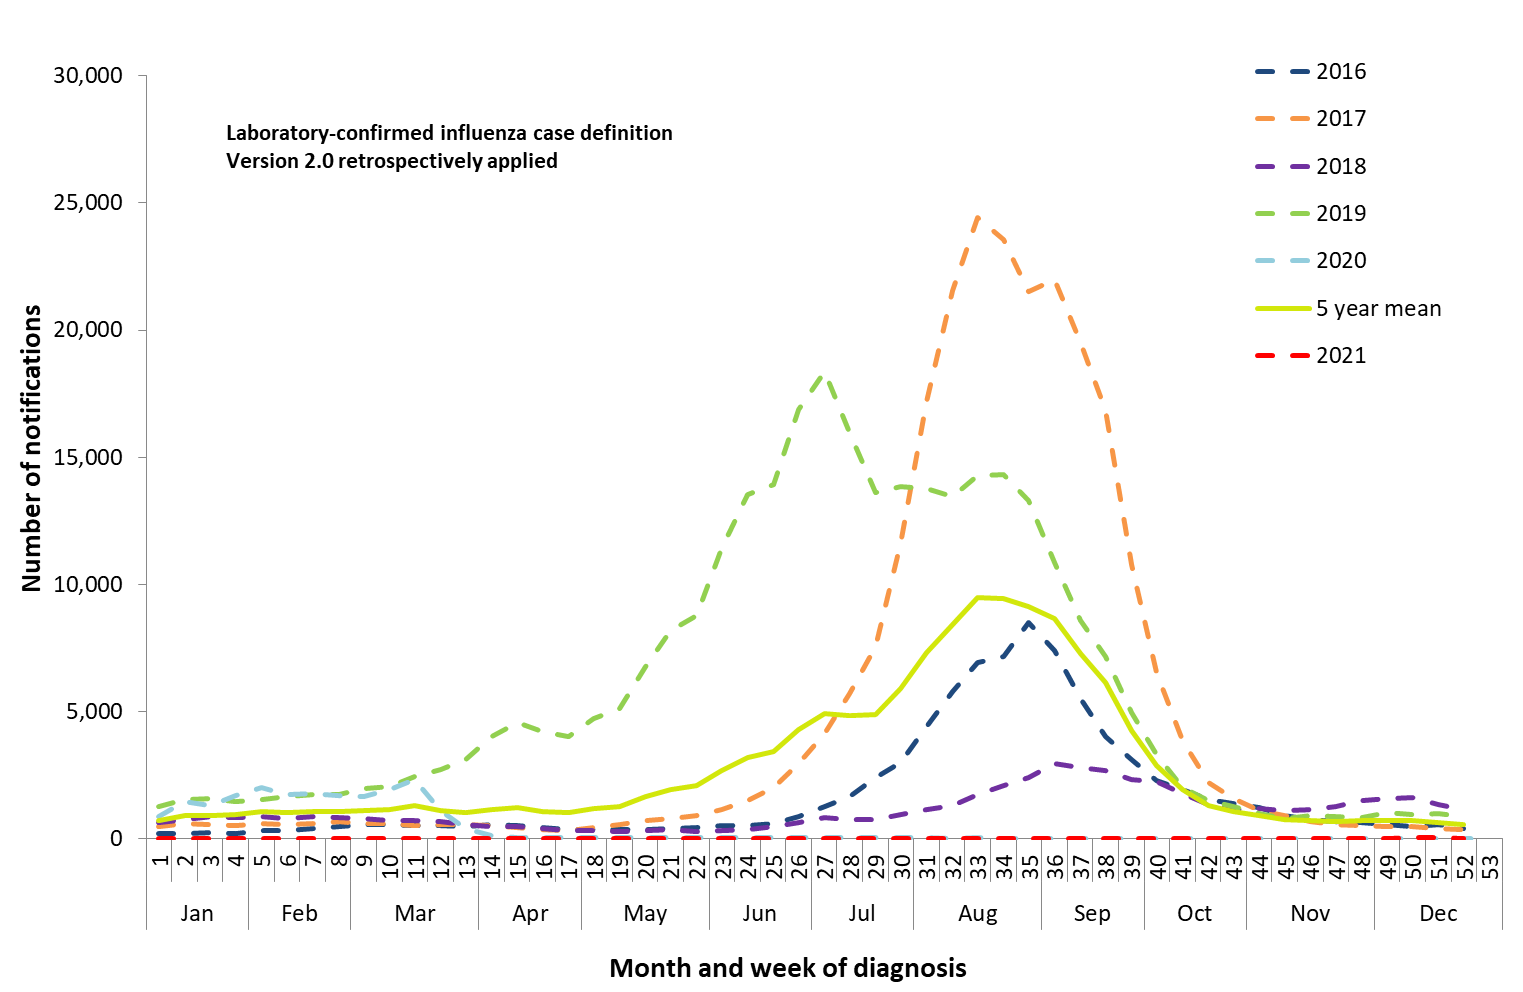 30,000
25,000
20,000
15,000
10,000
5,000
0
Number of notifications
Laboratory-confirmed influenza case definition
Version 2.0 retrospectively applied
2016
2017
2018
2019
2020
5 year mean
2021
1 2 3 4 5 6 7 8 9 10 11 12 13 14 15 16 17 18 19 20 21 22 23 24 25 26 27 28 29 30 31 32 33 34 35 36 37 38 39 40 41 42 43 44 45 46 47 48 49 50 51 52 53
Jan Feb Mar Apr May Jun Jul Aug Sep Oct Nov Dec
Month and week of diagnosis